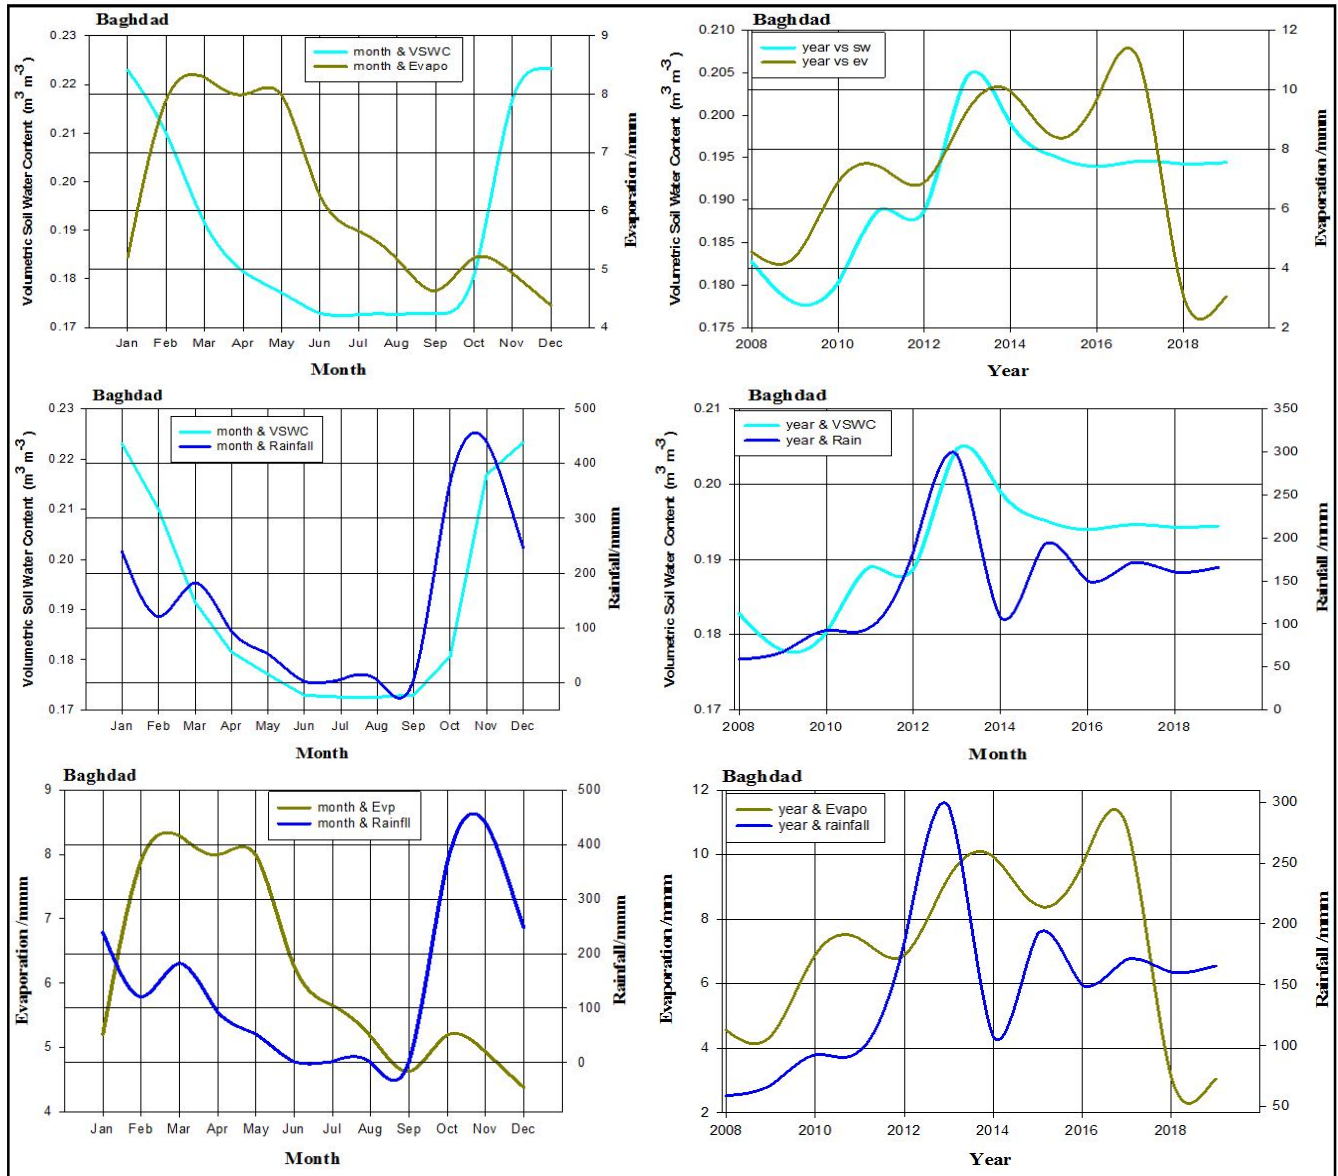 Baghdad
0.23
0.22
0.21
0.20
0.19
0.18
0.17
Volumetric Soil Water Content (m³ m⁻³)
month & VSWC
month & Evapo
9
8
7
6
5
4
Evaporation /mmm
Jan Feb Mar Apr May Jun Jul Aug Sep Oct Nov Dec
Month
Baghdad
0.210
0.205
0.200
0.195
0.190
0.185
0.180
0.175
Volumetric Soil Water Content (m³ m⁻³)
year vs sw
year vs ev
12
10
8
6
4
2
Evaporation /mmm
2008 2010 2012 2014 2016 2018
Year
Baghdad
0.23
0.22
0.21
0.20
0.19
0.18
0.17
Volumetric Soil Water Content (m³ m⁻³)
month & VSWC
month & Rainfall
500
400
300
200
100
0
Rainfall/mmm
Jan Feb Mar Apr May Jun Jul Aug Sep Oct Nov Dec
Month
Baghdad
0.21
0.20
0.19
0.18
0.17
Volumetric Soil Water Content (m³ m⁻³)
year & VSWC
year & Rain
350
300
250
200
150
100
50
0
Rainfall /mmm
2008 2010 2012 2014 2016 2018
Month
Baghdad
9
8
7
6
5
4
Evaporation /mmm
month & Evp
month & Rainfll
500
400
300
200
100
0
Rainfall/mmm
Jan Feb Mar Apr May Jun Jul Aug Sep Oct Nov Dec
Month
Baghdad
12
10
8
6
4
2
Evaporation /mmm
year & Evapo
year & rainfall
300
250
200
150
100
50
Rainfall /mmm
2008 2010 2012 2014 2016 2018
Year